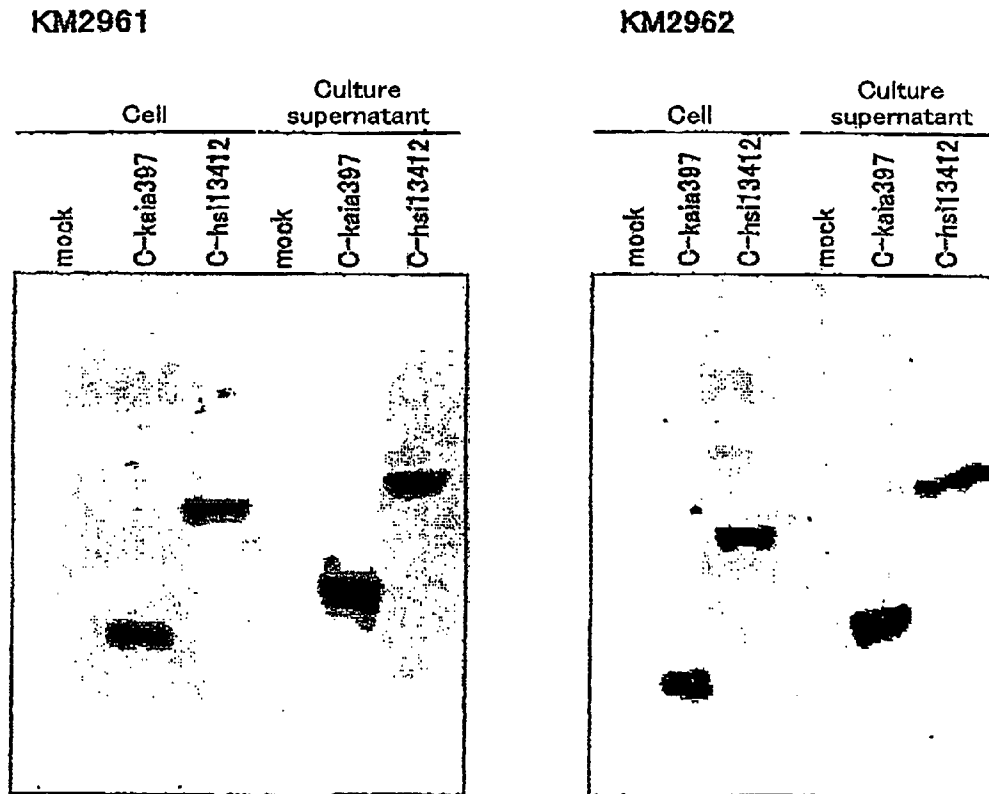 KM2961
KM2962
Cell
Culture
supernatant
Cell
Culture
supernatant
mock
C-kaia397
C-hsi13412
mock
C-kaia397
C-hsi13412
mock
C-kaia397
C-hsi13412
mock
C-kaia397
C-hsi13412